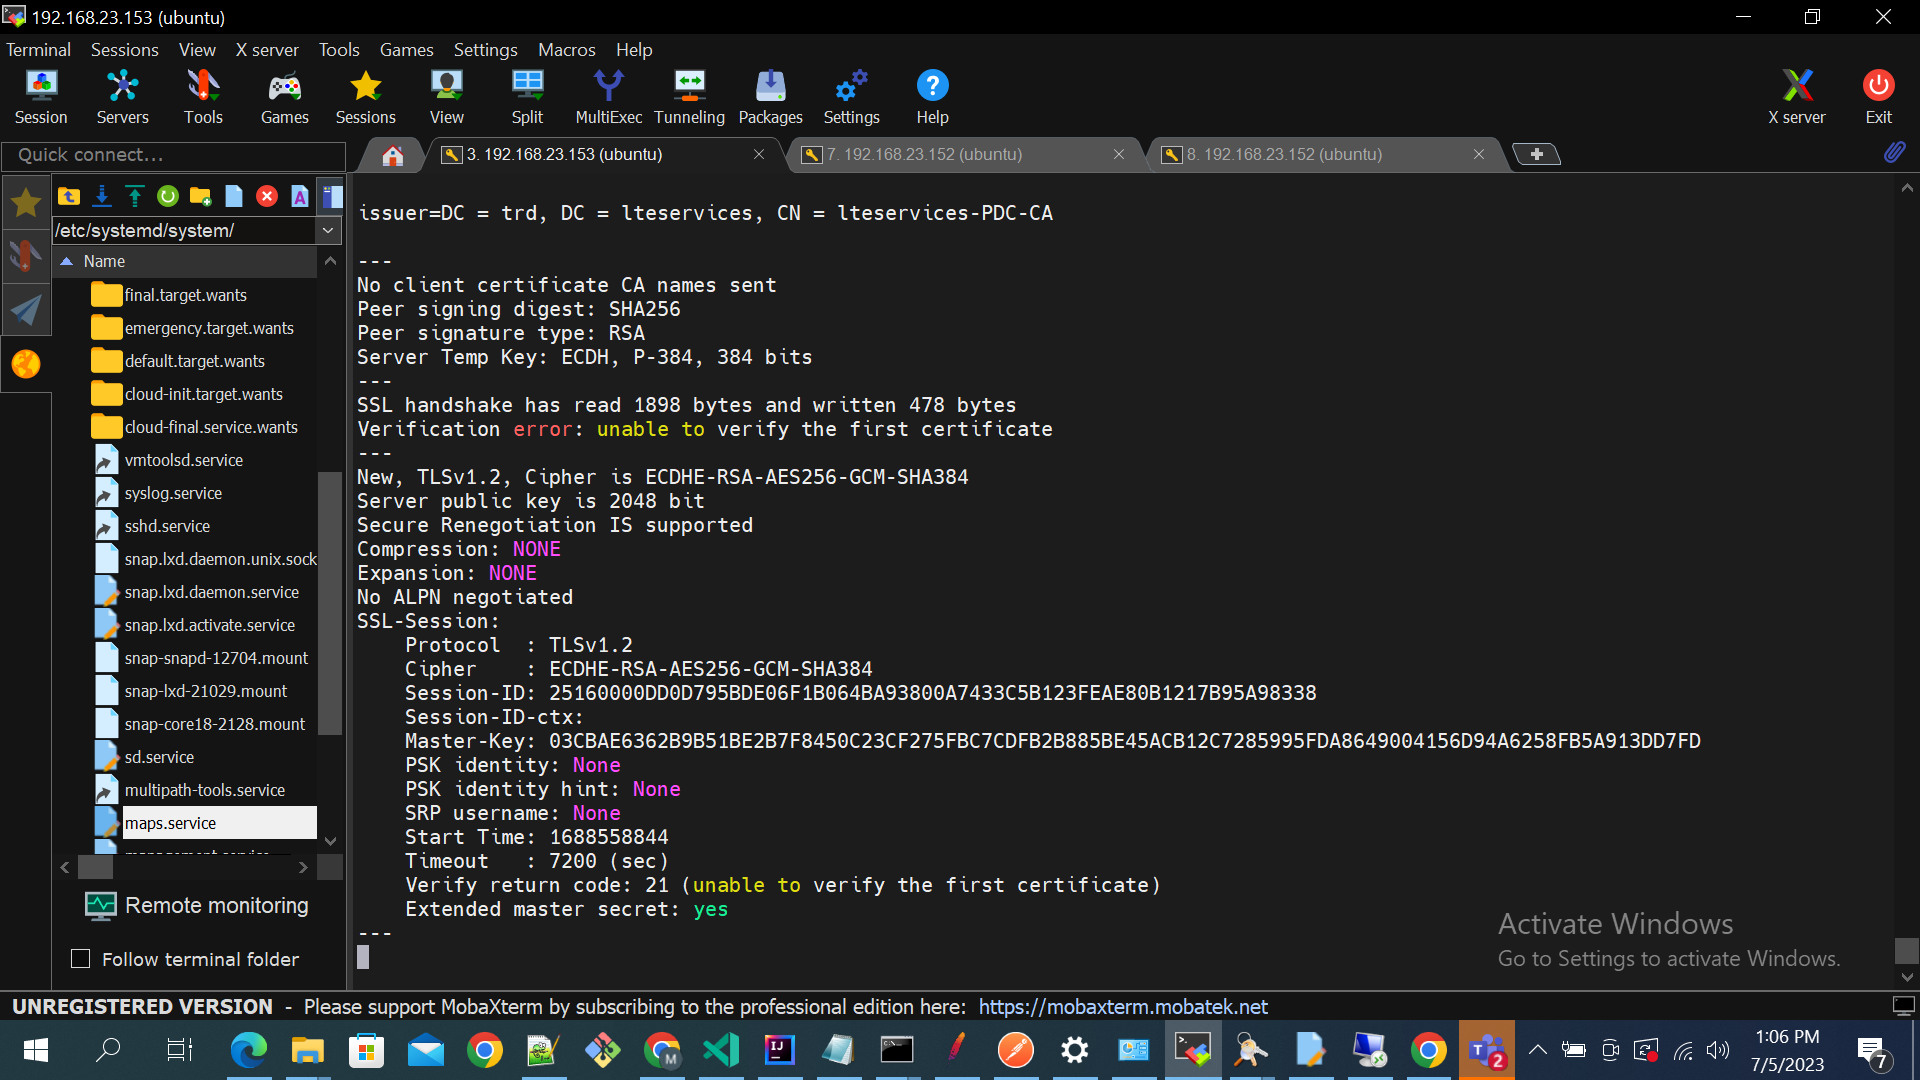 192.168.23.153 (ubuntu)
Terminal Sessions View X server Tools Games Settings Macros Help
Session Servers Tools Games Sessions View Split MultiExec Tunneling Packages Settings Help X server Exit
Quick connect...
3. 192.168.23.153 (ubuntu)
7. 192.168.23.152 (ubuntu)
8. 192.168.23.152 (ubuntu)
/etc/systemd/system/
Name
final.target.wants
emergency.target.wants
default.target.wants
cloud-init.target.wants
cloud-final.service.wants
vmtoolsd.service
syslog.service
sshd.service
snap.lxd.daemon.unix.sock
snap.lxd.daemon.service
snap.lxd.activate.service
snap-snapd-12704.mount
snap-lxd-21029.mount
snap-core18-2128.mount
sd.service
multipath-tools.service
maps.service
Remote monitoring
Follow terminal folder
issuer=DC = trd, DC = lteservices, CN = lteservices-PDC-CA
---
No client certificate CA names sent
Peer signing digest: SHA256
Peer signature type: RSA
Server Temp Key: ECDH, P-384, 384 bits
---
SSL handshake has read 1898 bytes and written 478 bytes
Verification error: unable to verify the first certificate
---
New, TLSv1.2, Cipher is ECDHE-RSA-AES256-GCM-SHA384
Server public key is 2048 bit
Secure Renegotiation IS supported
Compression: NONE
Expansion: NONE
No ALPN negotiated
SSL-Session:
Protocol : TLSv1.2
Cipher : ECDHE-RSA-AES256-GCM-SHA384
Session-ID: 25160000DD0D795BDE06F1B064BA93800A7433C5B123FEAE80B1217B95A98338
Session-ID-ctx:
Master-Key: 03CBAE6362B9B51BE2B7F8450C23CF275FBC7CDFB2B885BE45ACB12C7285995FDA8649004156D94A6258FB5A913DD7FD
PSK identity: None
PSK identity hint: None
SRP username: None
Start Time: 1688558844
Timeout : 7200 (sec)
Verify return code: 21 (unable to verify the first certificate)
Extended master secret: yes
---
Activate Windows
Go to Settings to activate Windows.
UNREGISTERED VERSION - Please support MobaXterm by subscribing to the professional edition here: https://mobaxterm.mobatek.net
1:06 PM
7/5/2023
2
7